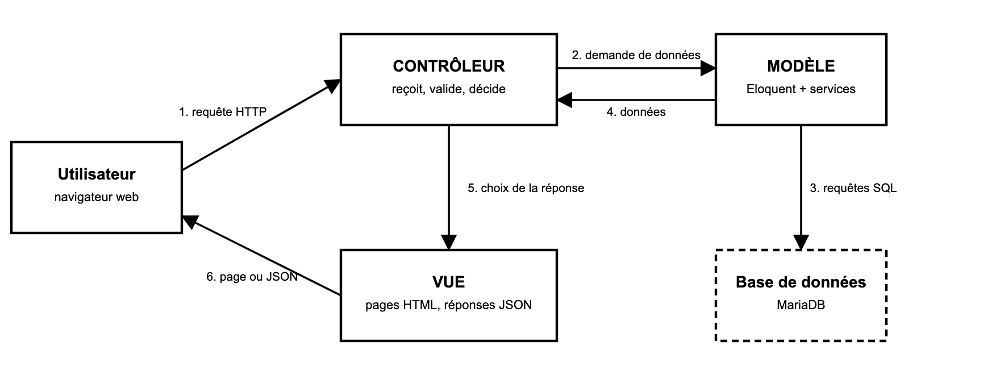 CONTRÔLEUR
reçoit, valide, décide
2. demande de données
MODÈLE
Eloquent + services
1. requête HTTP
4. données
Utilisateur
navigateur web
5. choix de la réponse
3. requêtes SQL
6. page ou JSON
VUE
pages HTML, réponses JSON
Base de données
MariaDB